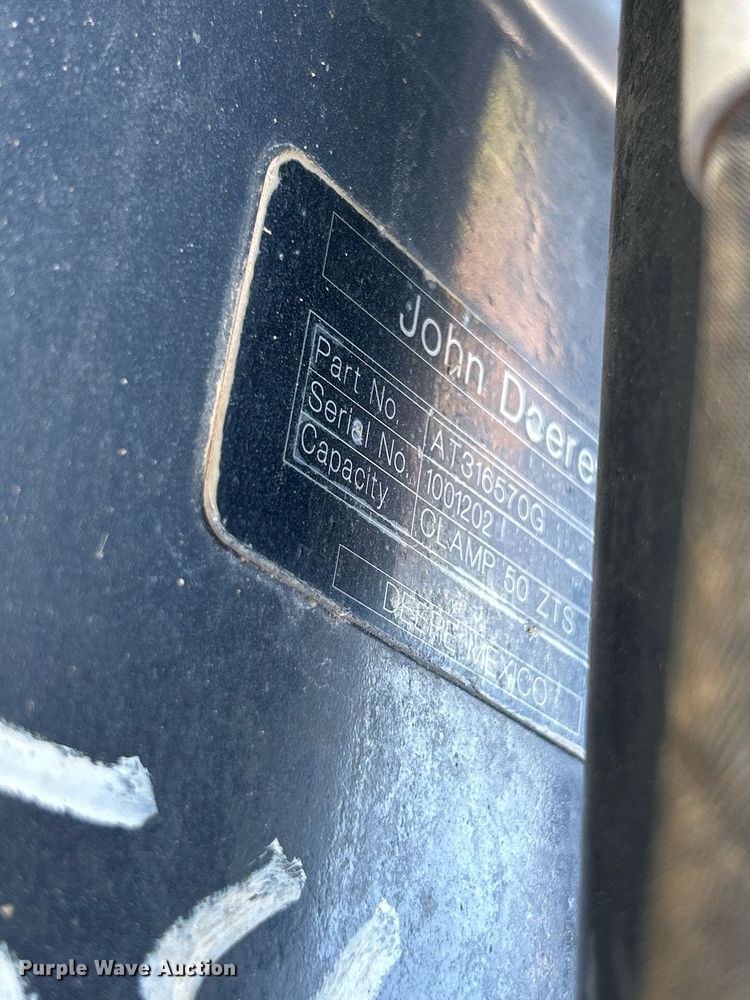 John Deere
Part No. AT316570G
Serial No. 1001202
Capacity CLAMP 50 ZTS
DEERE-MEXICO
Purple Wave Auction